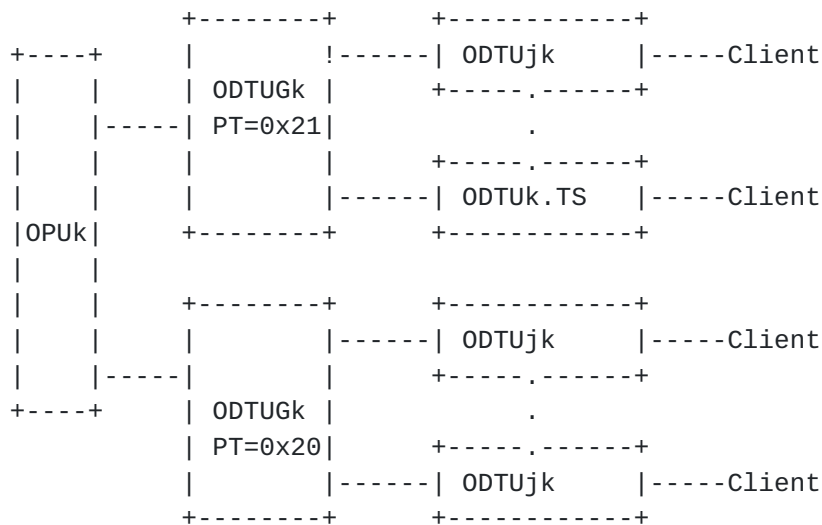 ODTUjk -----Client
ODTUGk
PT=0x21
ODTUk.TS -----Client
OPUk
ODTUjk -----Client
ODTUGk
PT=0x20
ODTUjk -----Client